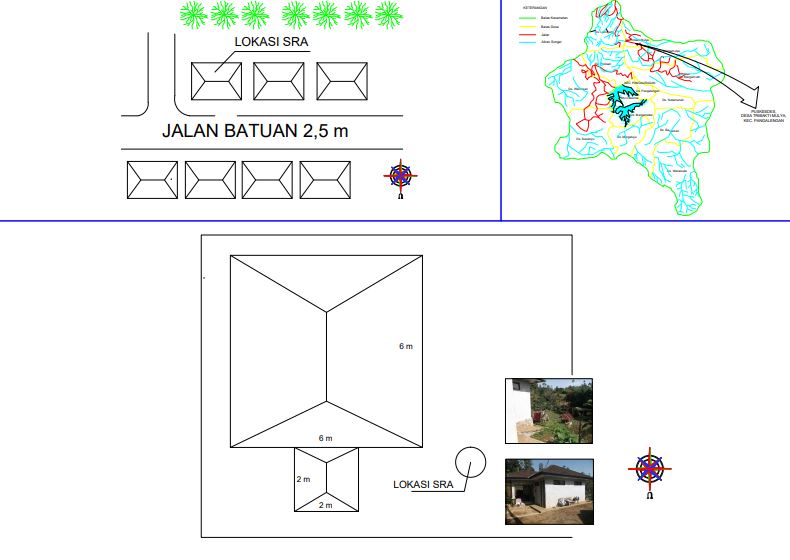 LOKASI SRA
JALAN BATUAN 2,5 m
U
KETERANGAN
Batas Kecamatan
Batas Desa
Jalan
Aliran Sungai
PUSKESDES,
DESA TRIBAKTI MULYA,
KEC. PANGALENGAN
6 m
6 m
2 m
2 m
LOKASI SRA
U